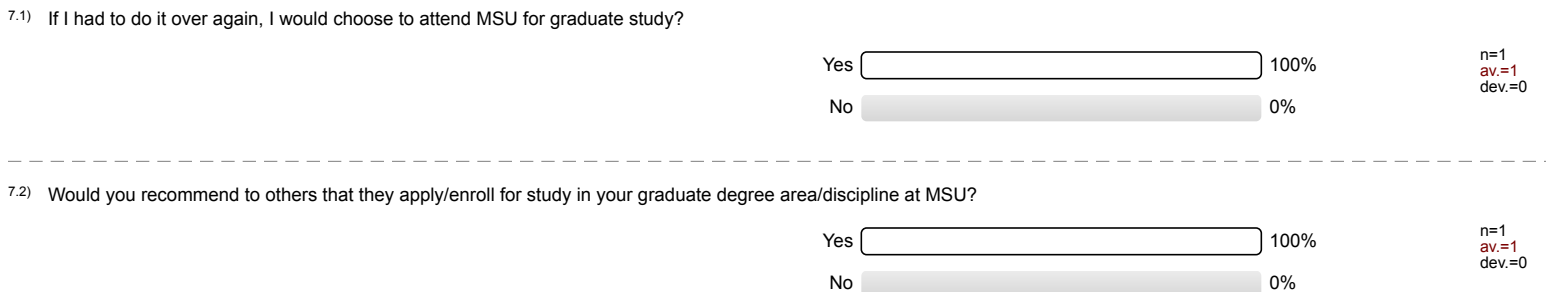 7.1) If I had to do it over again, I would choose to attend MSU for graduate study?
Yes 100%
n=1
av.=1
dev.=0
No 0%
7.2) Would you recommend to others that they apply/enroll for study in your graduate degree area/discipline at MSU?
Yes 100%
n=1
av.=1
dev.=0
No 0%